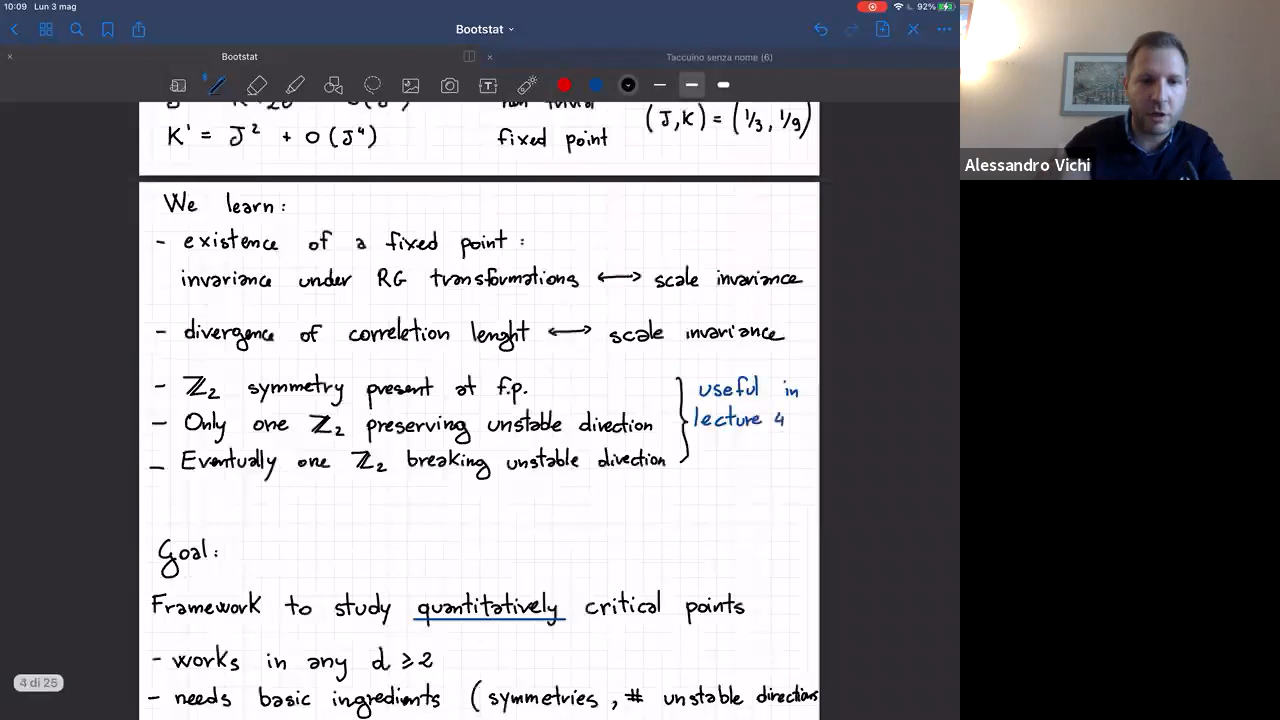 10:09 Lun 3 mag
92%
Bootstat
Bootstat
Taccuino senza nome (6)
K' = J² + O(J⁴)
fixed point
(J,K) = (1/3, 1/9)
We learn:
- existence of a fixed point :
invariance under RG transformations ⟷ scale invariance
- divergence of correletion lenght ⟷ scale invariance
- ℤ₂ symmetry present at f.p.
- Only one ℤ₂ preserving unstable direction
- Eventually one ℤ₂ breaking unstable direction
useful in
lecture 4
Goal:
Framework to study quantitatively critical points
- works in any d ≥ 2
- needs basic ingredients (symmetries, # unstable directions
4 di 25
Alessandro Vichi